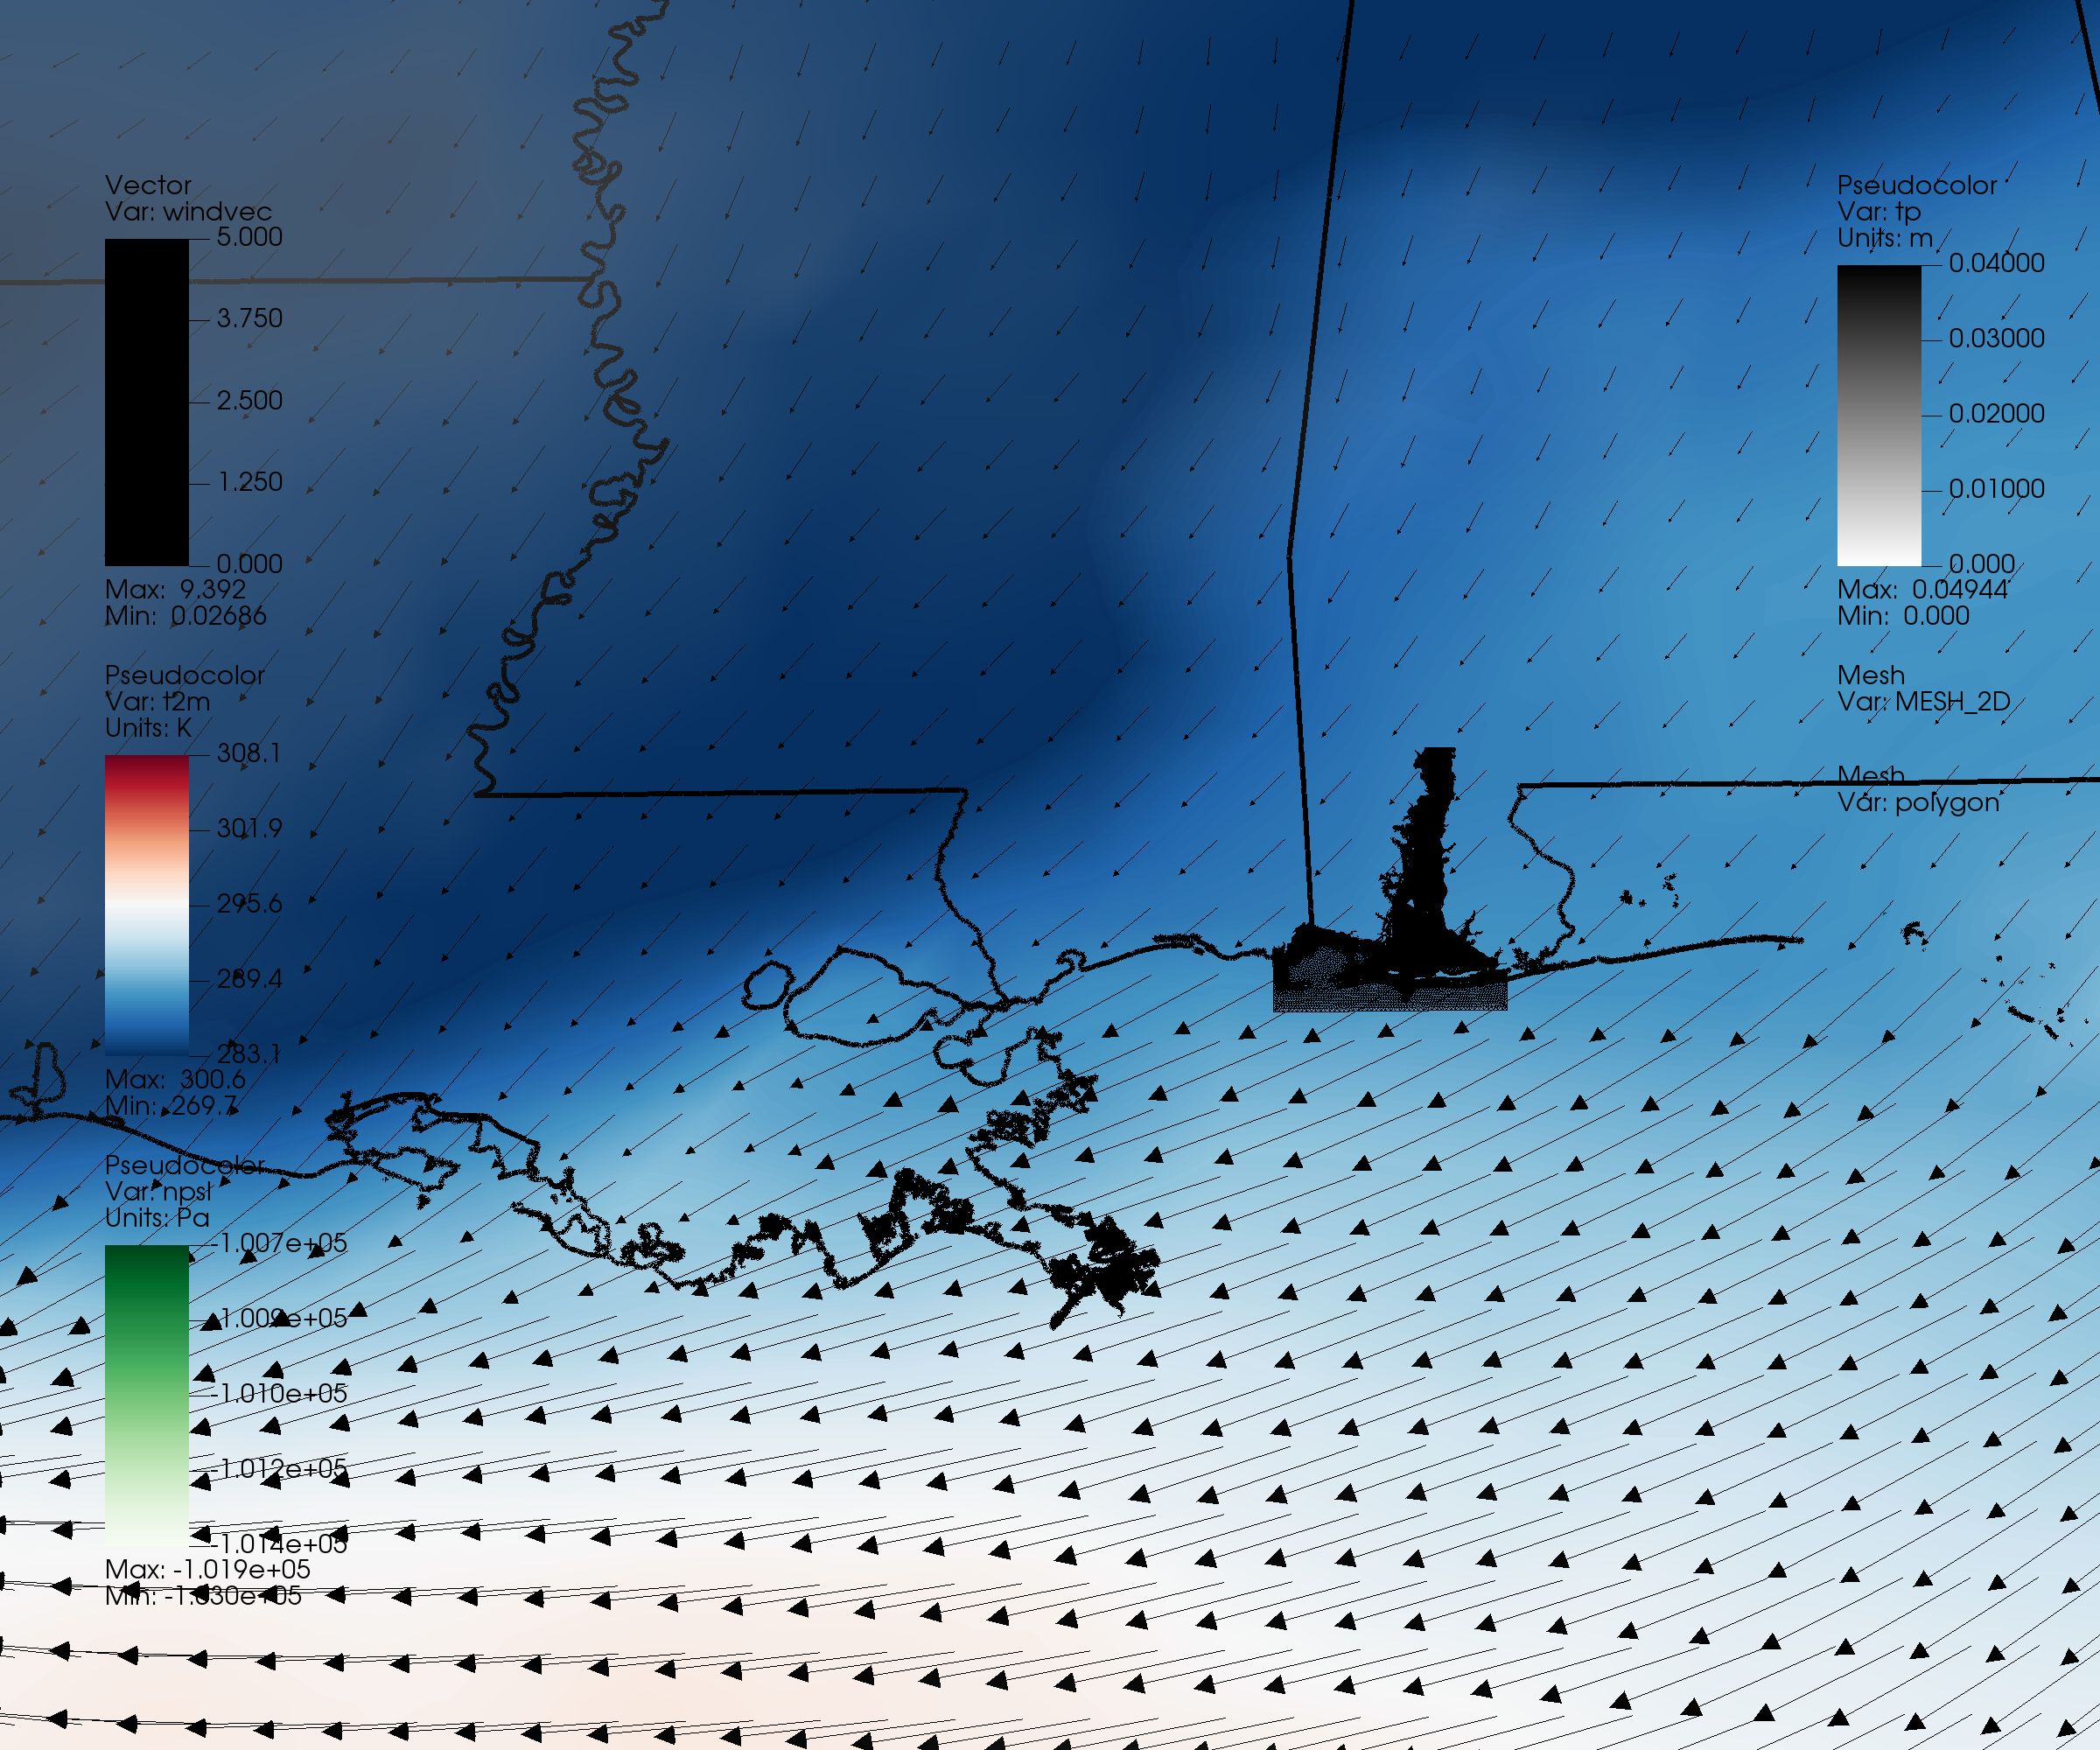 Vector
Var: windvec
5.000
3.750
2.500
1.250
0.000
Max: 9.392
Min: 0.02686
Pseudocolor
Var: t2m
Units: K
308.1
301.9
295.6
289.4
283.1
Max: 300.6
Min: 269.7
Pseudocolor
Var: npsl
Units: Pa
-1.007e+05
-1.009e+05
-1.010e+05
-1.012e+05
-1.014e+05
Max: -1.019e+05
Min: -1.030e+05
Pseudocolor
Var: tp
Units: m
0.04000
0.03000
0.02000
0.01000
0.000
Max: 0.04944
Min: 0.000
Mesh
Var: MESH_2D
Mesh
Var: polygon